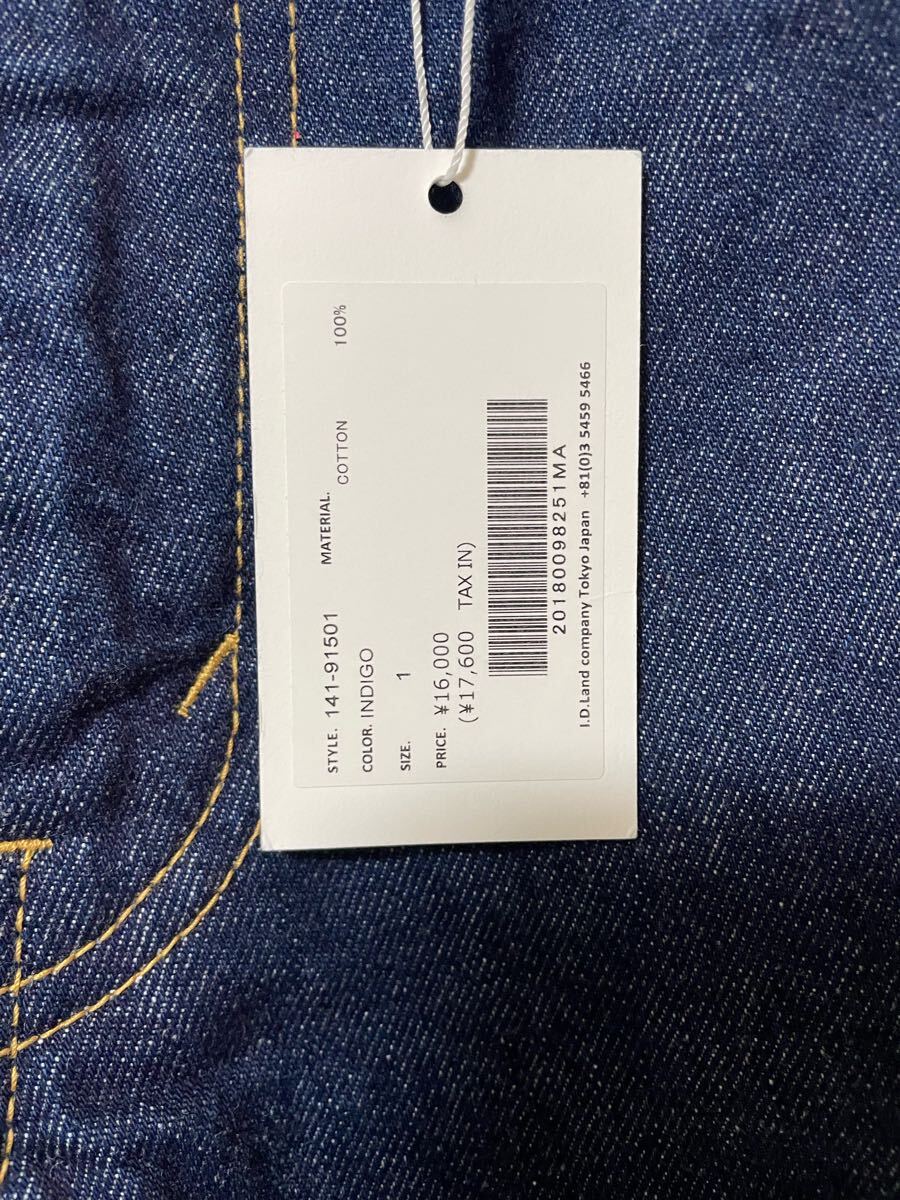 STYLE. 141-91501
MATERIAL.
COTTON 100%
COLOR. INDIGO
SIZE. 1
PRICE. ¥16,000
(¥17,600 TAX IN)
20180098251MA
I.D.Land company Tokyo Japan +81(0)3 5459 5466